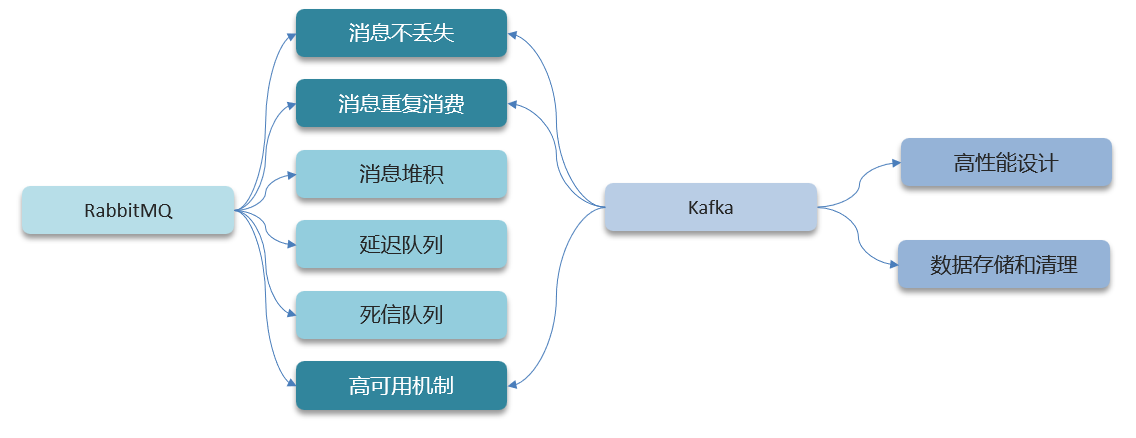 RabbitMQ
消息不丢失
消息重复消费
消息堆积
延迟队列
死信队列
高可用机制
Kafka
高性能设计
数据存储和清理